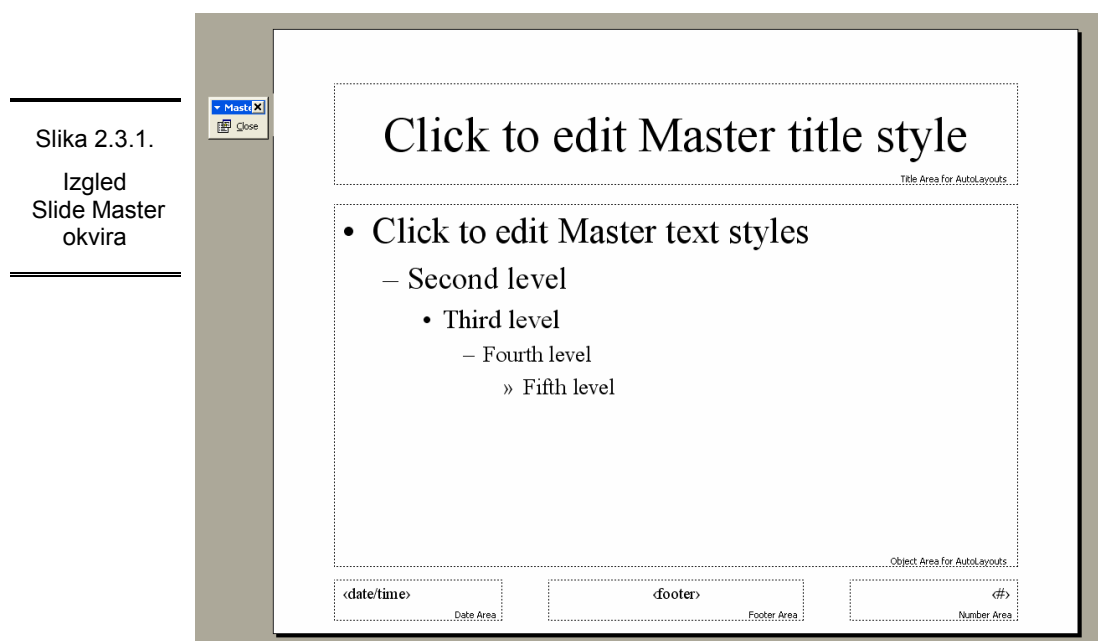 Slika 2.3.1.
Izgled
Slide Master
okvira
Maste
Close
Click to edit Master title style
Title Area for AutoLayouts
• Click to edit Master text styles
– Second level
• Third level
– Fourth level
» Fifth level
Object Area for AutoLayouts
‹date/time›
Date Area
‹footer›
Footer Area
‹#›
Number Area